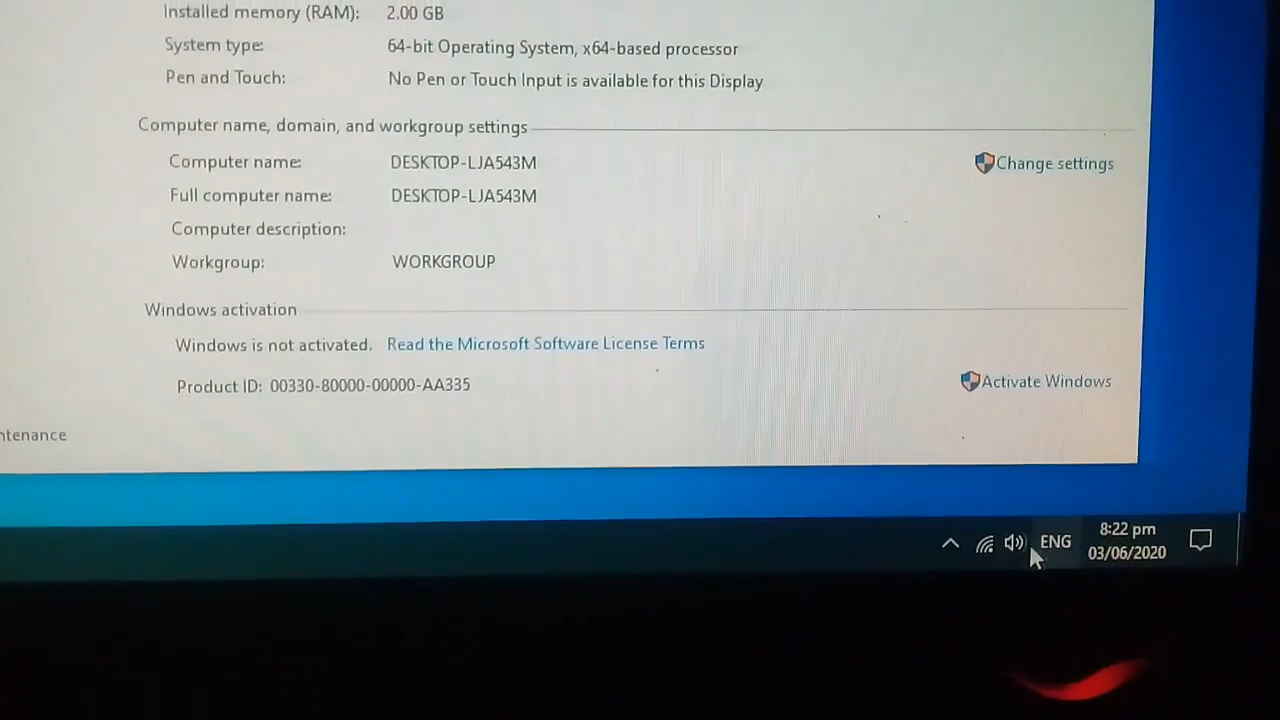 Installed memory (RAM): 2.00 GB
System type: 64-bit Operating System, x64-based processor
Pen and Touch: No Pen or Touch Input is available for this Display
Computer name, domain, and workgroup settings
Computer name: DESKTOP-LJA543M Change settings
Full computer name: DESKTOP-LJA543M
Computer description:
Workgroup: WORKGROUP
Windows activation
Windows is not activated. Read the Microsoft Software License Terms
Product ID: 00330-80000-00000-AA335 Activate Windows
ntenance
ENG 8:22 pm
03/06/2020